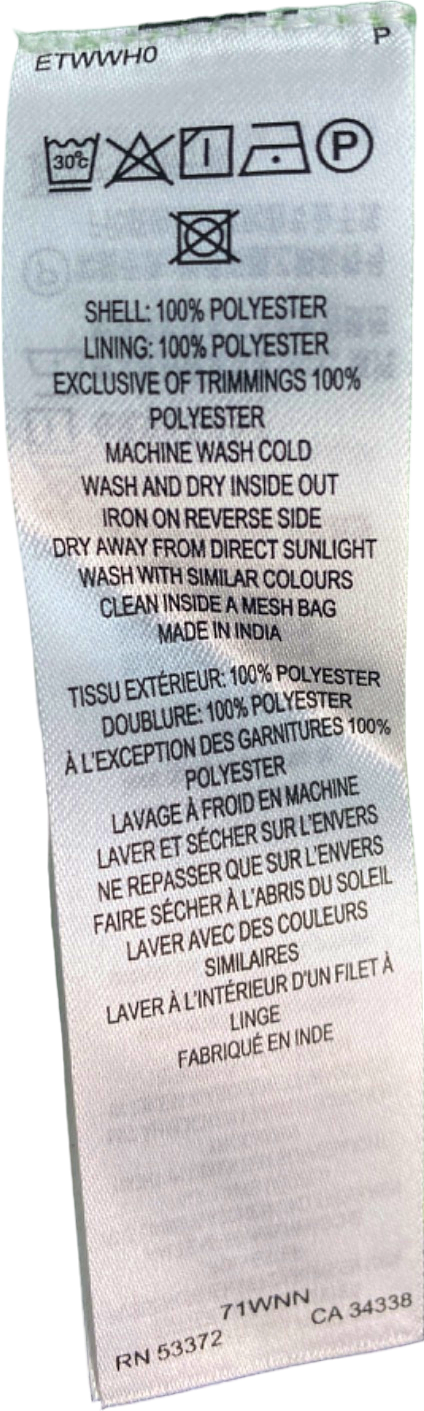 ETWWH0
P
30°C
P
SHELL: 100% POLYESTER
LINING: 100% POLYESTER
EXCLUSIVE OF TRIMMINGS 100%
POLYESTER
MACHINE WASH COLD
WASH AND DRY INSIDE OUT
IRON ON REVERSE SIDE
DRY AWAY FROM DIRECT SUNLIGHT
WASH WITH SIMILAR COLOURS
CLEAN INSIDE A MESH BAG
MADE IN INDIA
TISSU EXTÉRIEUR: 100% POLYESTER
DOUBLURE: 100% POLYESTER
À L'EXCEPTION DES GARNITURES 100%
POLYESTER
LAVAGE À FROID EN MACHINE
LAVER ET SÉCHER SUR L'ENVERS
NE REPASSER QUE SUR L'ENVERS
FAIRE SÉCHER À L'ABRIS DU SOLEIL
LAVER AVEC DES COULEURS
SIMILAIRES
LAVER À L'INTÉRIEUR D'UN FILET À
LINGE
FABRIQUÉ EN INDE
71WNN
RN 53372
CA 34338